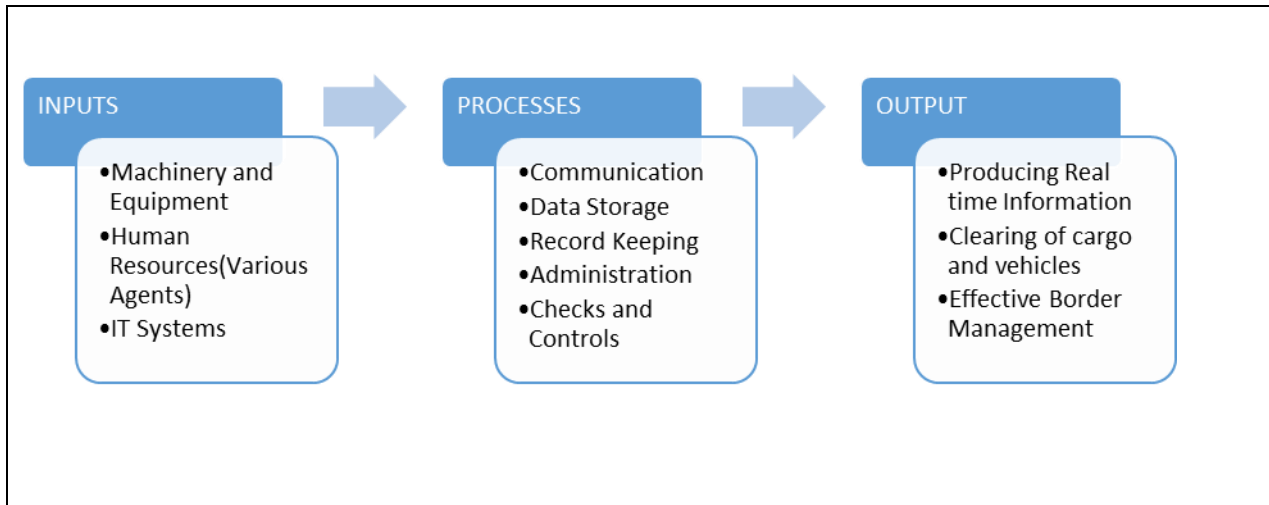 INPUTS
•Machinery and
Equipment
•Human
Resources(Various
Agents)
•IT Systems
PROCESSES
•Communication
•Data Storage
•Record Keeping
•Administration
•Checks and
Controls
OUTPUT
•Producing Real
time Information
•Clearing of cargo
and vehicles
•Effective Border
Management